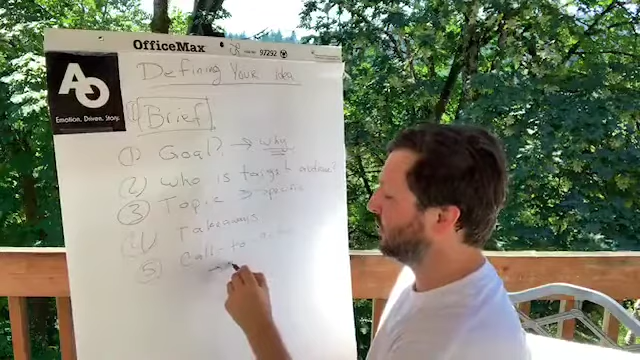 OfficeMax 97252
AO
Emotion. Driven. Story.
Defining Your idea
① Brief
① Goal? → why
② who is target audience?
③ Topic → specific
④ Takeaways
⑤ Call-to-